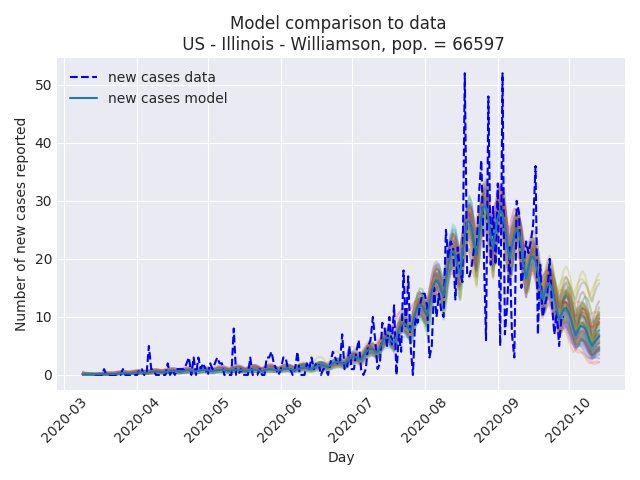 Model comparison to data
US - Illinois - Williamson, pop. = 66597
new cases data
new cases model
Number of new cases reported
50
40
30
20
10
0
2020-03
2020-04
2020-05
2020-06
2020-07
2020-08
2020-09
2020-10
Day